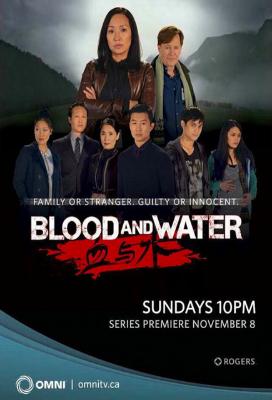 FAMILY OR STRANGER. GUILTY OR INNOCENT.
BLOOD AND WATER
血与水
SUNDAYS 10PM
SERIES PREMIERE NOVEMBER 8
ROGERS
OMNI | omnitv.ca